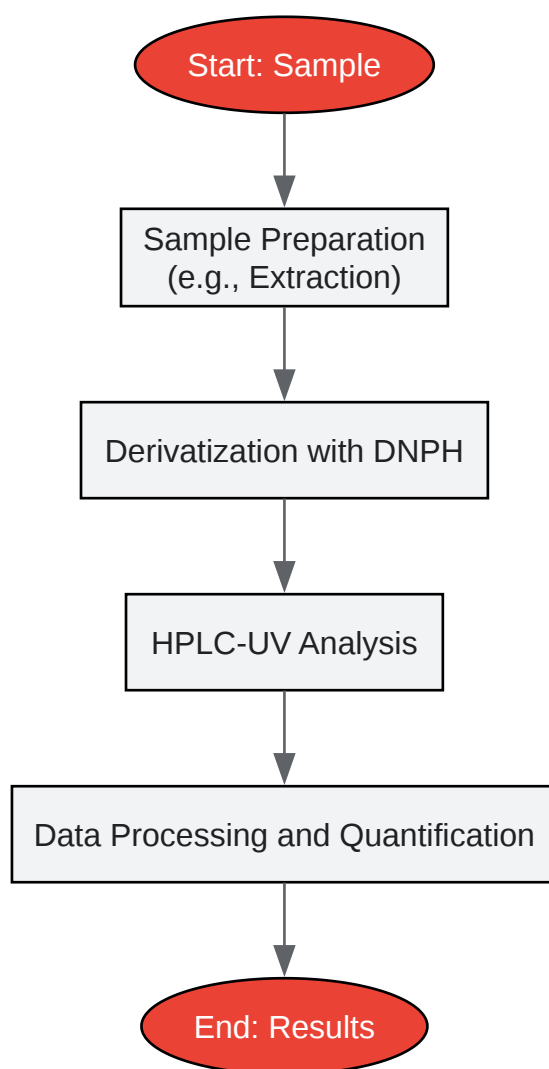 Start: Sample
Sample Preparation
(e.g., Extraction)
Derivatization with DNPH
HPLC-UV Analysis
Data Processing and Quantification
End: Results